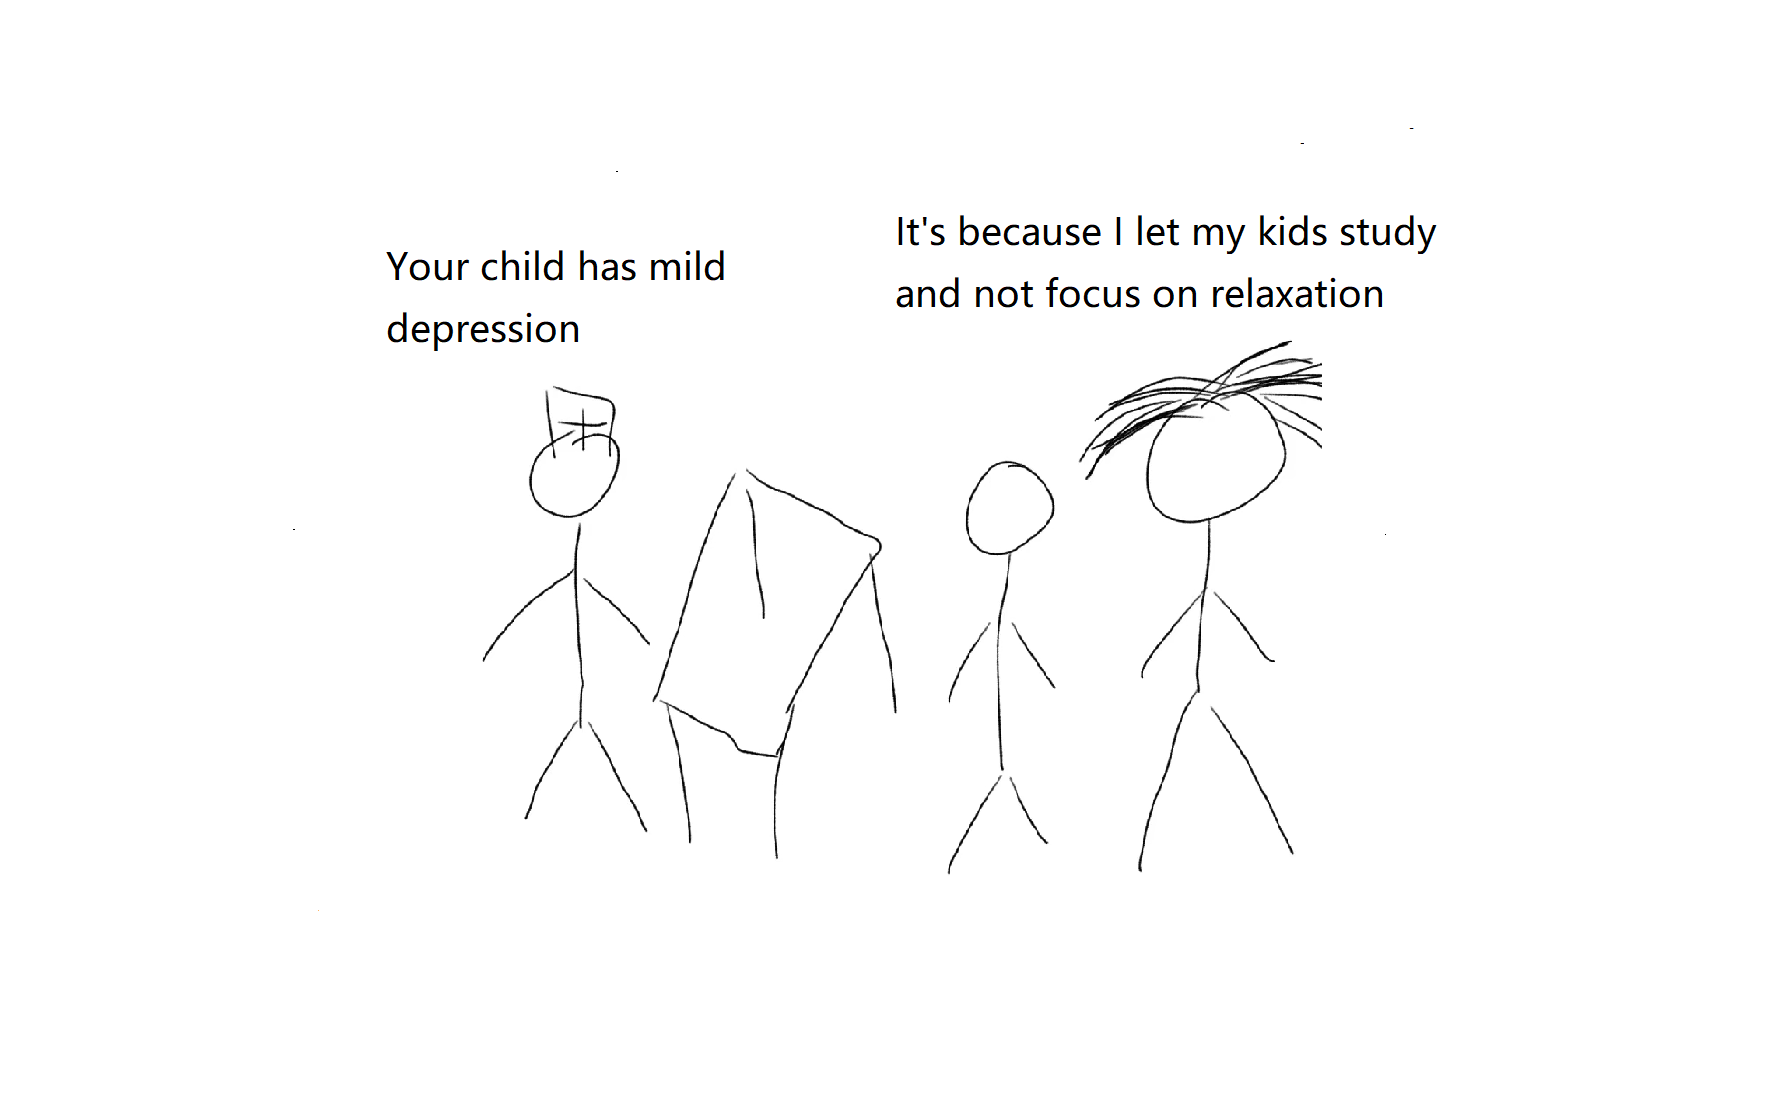 Your child has mild
depression
It's because I let my kids study
and not focus on relaxation